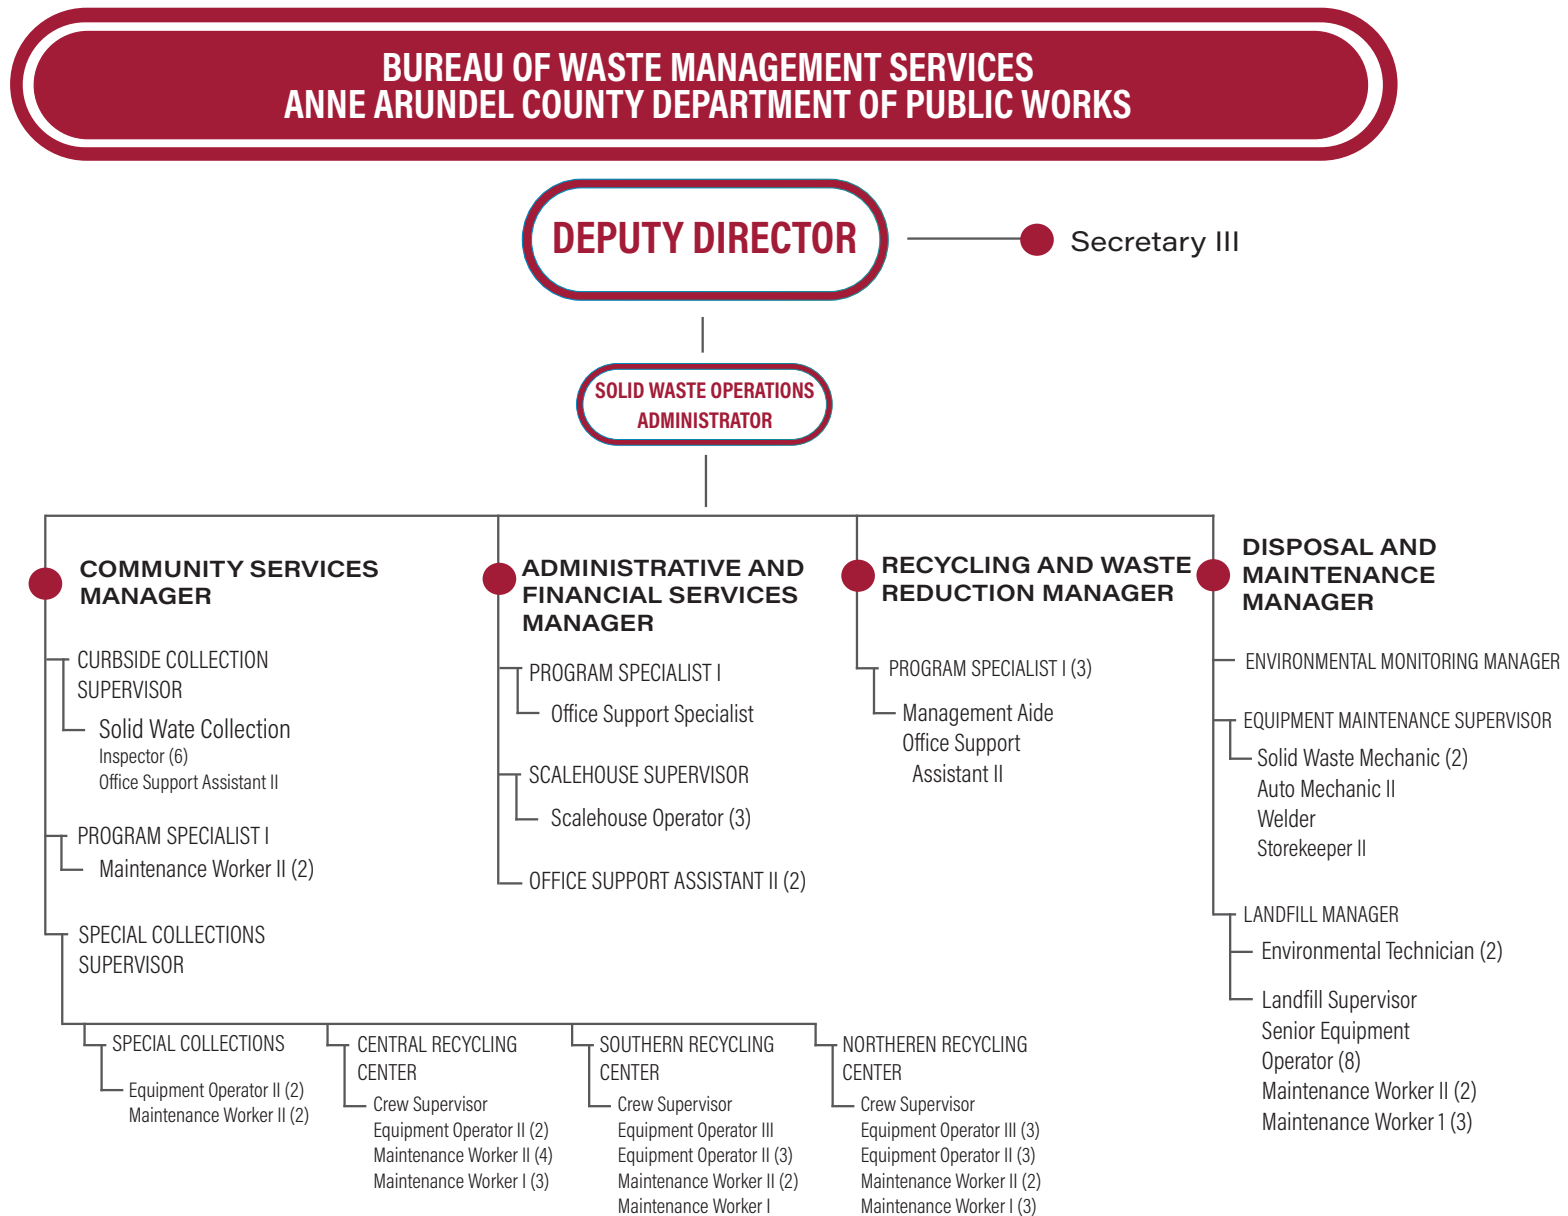 BUREAU OF WASTE MANAGEMENT SERVICES
ANNE ARUNDEL COUNTY DEPARTMENT OF PUBLIC WORKS
DEPUTY DIRECTOR
Secretary III
SOLID WASTE OPERATIONS
ADMINISTRATOR
COMMUNITY SERVICES
MANAGER
CURBSIDE COLLECTION
SUPERVISOR
Solid Wate Collection
Inspector (6)
Office Support Assistant II
PROGRAM SPECIALIST I
Maintenance Worker II (2)
SPECIAL COLLECTIONS
SUPERVISOR
SPECIAL COLLECTIONS
Equipment Operator II (2)
Maintenance Worker II (2)
CENTRAL RECYCLING
CENTER
Crew Supervisor
Equipment Operator II (2)
Maintenance Worker II (4)
Maintenance Worker I (3)
SOUTHERN RECYCLING
CENTER
Crew Supervisor
Equipment Operator III
Equipment Operator II (3)
Maintenance Worker II (2)
Maintenance Worker I
NORTHEREN RECYCLING
CENTER
Crew Supervisor
Equipment Operator III (3)
Equipment Operator II (3)
Maintenance Worker II (2)
Maintenance Worker I (3)
ADMINISTRATIVE AND
FINANCIAL SERVICES
MANAGER
PROGRAM SPECIALIST I
Office Support Specialist
SCALEHOUSE SUPERVISOR
Scalehouse Operator (3)
OFFICE SUPPORT ASSISTANT II (2)
RECYCLING AND WASTE
REDUCTION MANAGER
PROGRAM SPECIALIST I (3)
Management Aide
Office Support
Assistant II
DISPOSAL AND
MAINTENANCE
MANAGER
ENVIRONMENTAL MONITORING MANAGER
EQUIPMENT MAINTENANCE SUPERVISOR
Solid Waste Mechanic (2)
Auto Mechanic II
Welder
Storekeeper II
LANDFILL MANAGER
Environmental Technician (2)
Landfill Supervisor
Senior Equipment
Operator (8)
Maintenance Worker II (2)
Maintenance Worker 1 (3)